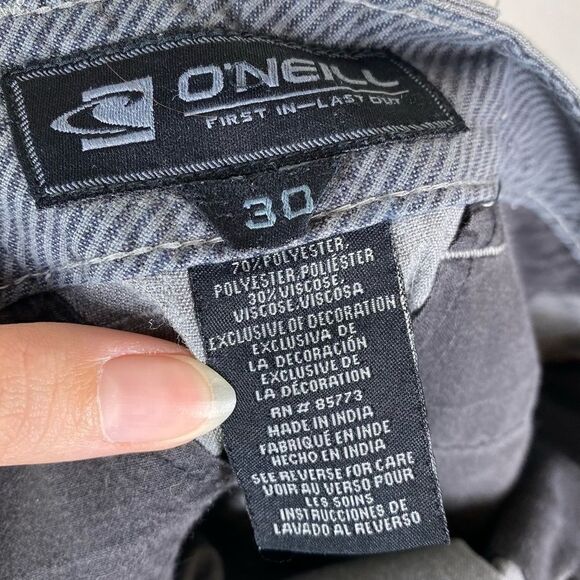 O'NEILL
FIRST IN—LAST OUT
30
70% POLYESTER,
POLYESTER, POLIÉSTER
30% VISCOSE,
VISCOSE, VISCOSA
EXCLUSIVE OF DECORATION
EXCLUSIVA DE
LA DECORACIÓN
EXCLUSIVE DE
LA DÉCORATION
RN # 85773
MADE IN INDIA
FABRIQUÉ EN INDE
HECHO EN INDIA
SEE REVERSE FOR CARE
VOIR AU VERSO POUR
LES SOINS
INSTRUCCIONES DE
LAVADO AL REVERSO